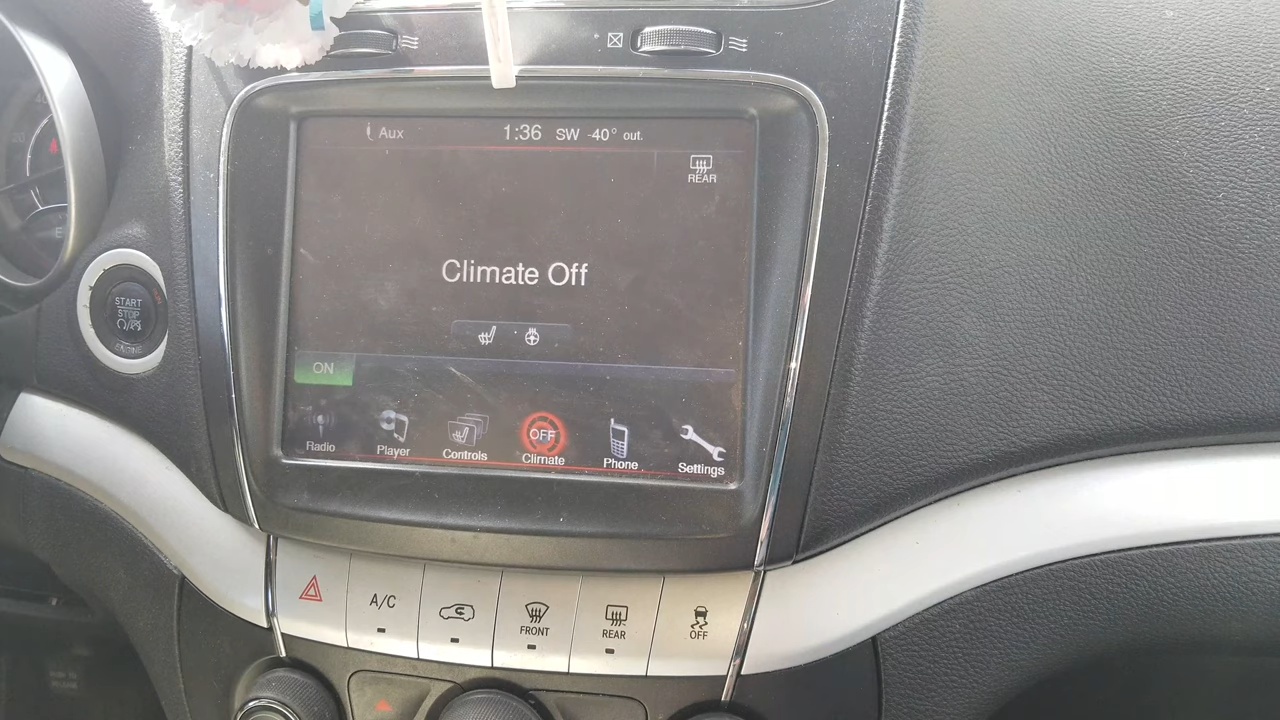 Aux 1:36 SW -40° out.
REAR
Climate Off
START
STOP
ENGINE
ON
OFF
Radio Player Controls Climate Phone Settings
A/C
FRONT
REAR
OFF